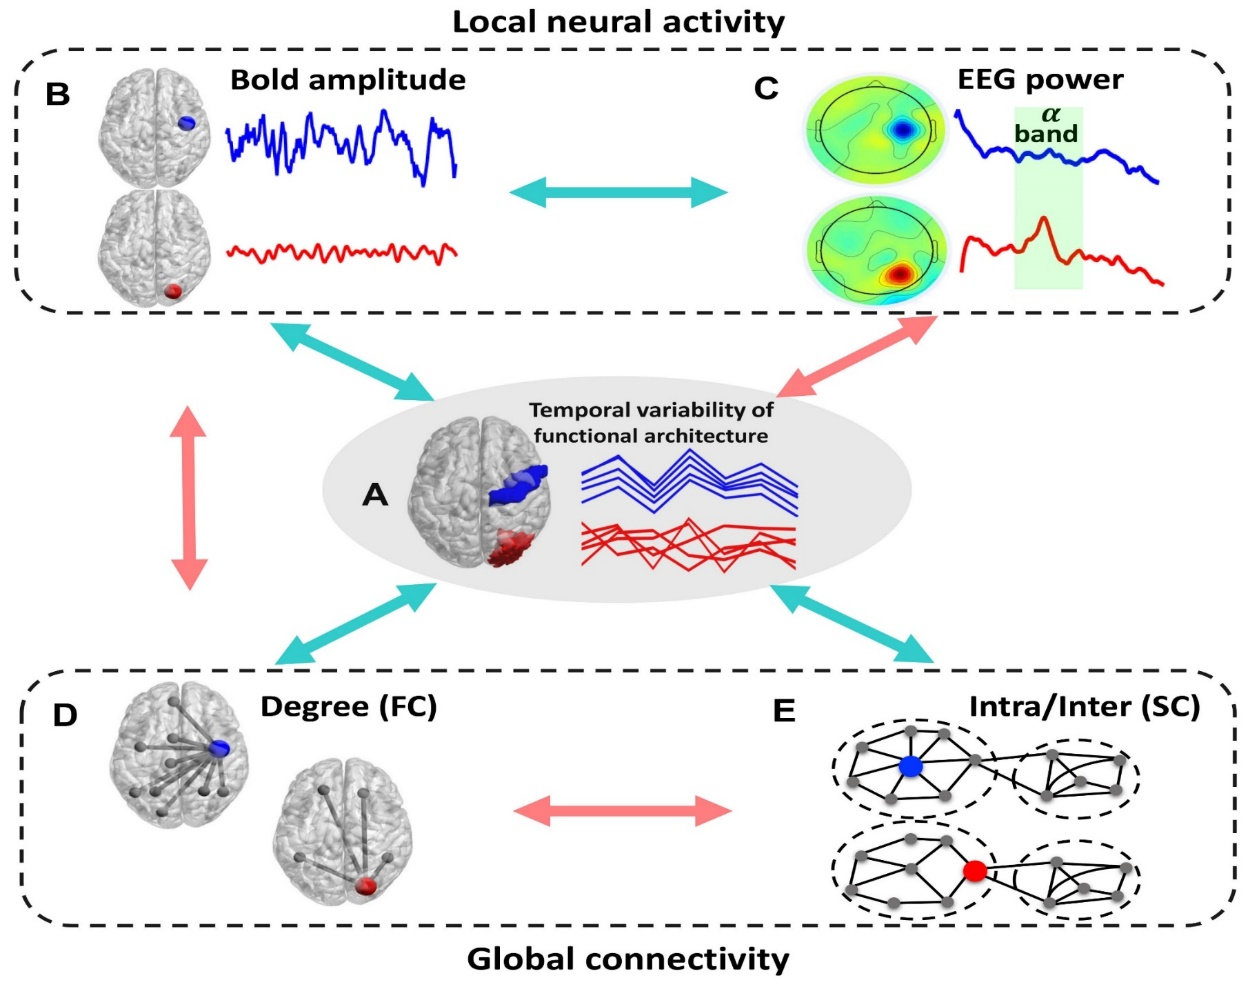 Local neural activity
B
Bold amplitude
C
EEG power
α
band
Temporal variability of
functional architecture
A
D
Degree (FC)
E
Intra/Inter (SC)
Global connectivity